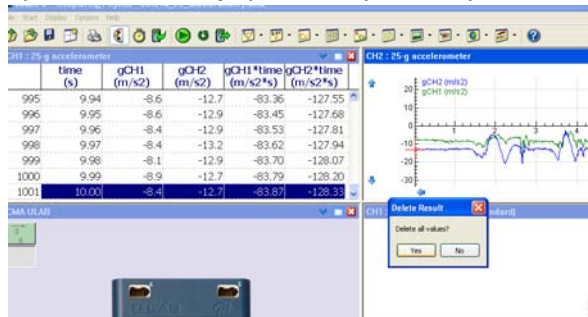 Start Display Options Help
CH1 : 25-g accelerometer
time gCH1 gCH2 gCH1*time gCH2*time
(s) (m/s2) (m/s2) (m/s2*s) (m/s2*s)
995 9.94 -8.6 -12.7 -83.36 -127.55
996 9.95 -8.6 -12.9 -83.45 -127.68
997 9.96 -8.4 -12.9 -83.53 -127.81
998 9.97 -8.4 -13.2 -83.62 -127.94
999 9.98 -8.1 -12.9 -83.70 -128.07
1000 9.99 -8.9 -12.7 -83.79 -128.20
1001 10.00 -8.4 -12.7 -83.87 -128.33
CH2 : 25-g accelerometer
gCH2 (m/s2)
gCH1 (m/s2)
20
10
0
1 2 3 4
-10
-20
-30
CMA ULAB
CH1
Delete Result
Delete all values?
Yes No